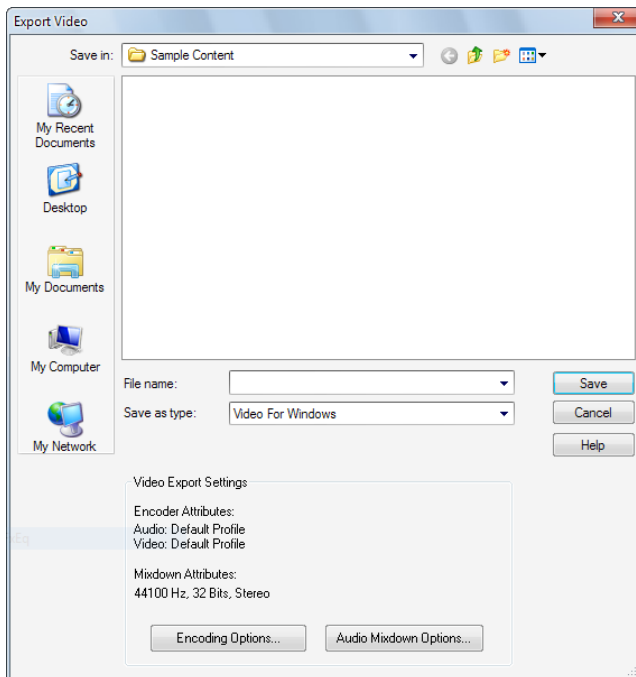 Export Video
Save in:
Sample Content
My Recent
Documents
Desktop
My Documents
My Computer
My Network
File name:
Save
Save as type:
Video For Windows
Cancel
Help
Video Export Settings
Encoder Attributes:
Audio: Default Profile
Video: Default Profile
Mixdown Attributes:
44100 Hz, 32 Bits, Stereo
Encoding Options...
Audio Mixdown Options...